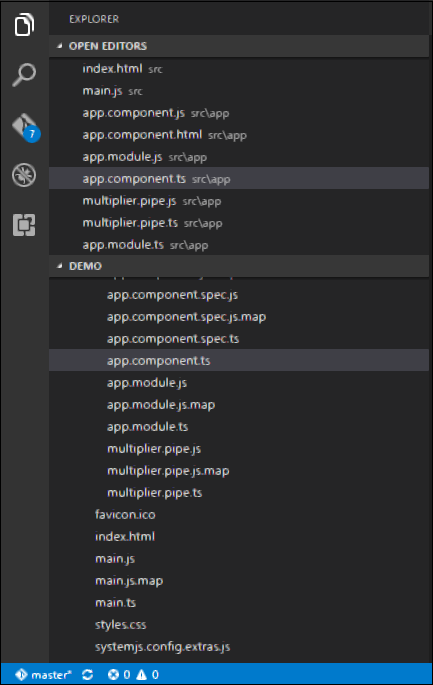 EXPLORER
OPEN EDITORS
index.html src
main.js src
app.component.js src\app
app.component.html src\app
7
app.module.js src\app
app.component.ts src\app
multiplier.pipe.js src\app
multiplier.pipe.ts src\app
app.module.ts src\app
DEMO
app.component.spec.js
app.component.spec.js.map
app.component.spec.ts
app.component.ts
app.module.js
app.module.js.map
app.module.ts
multiplier.pipe.js
multiplier.pipe.js.map
multiplier.pipe.ts
favicon.ico
index.html
main.js
main.js.map
main.ts
styles.css
systemjs.config.extras.js
master* 0 0